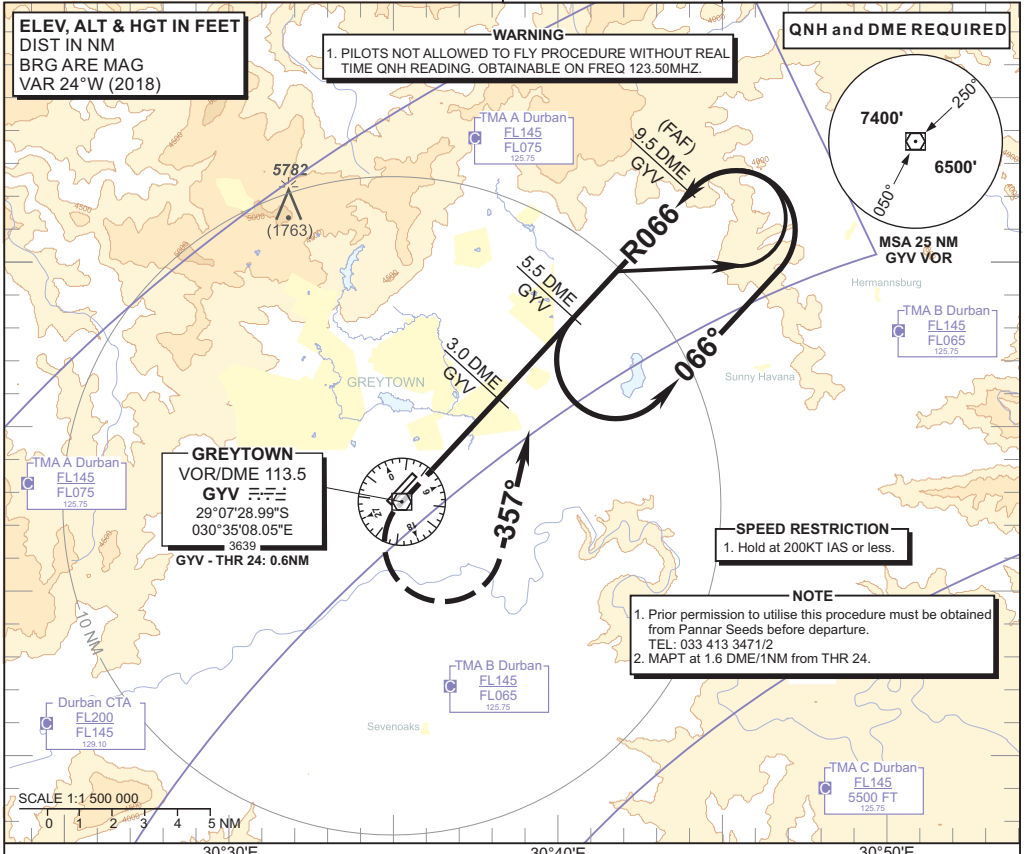 ELEV, ALT & HGT IN FEET
DIST IN NM
BRG ARE MAG
VAR 24°W (2018)
WARNING
1. PILOTS NOT ALLOWED TO FLY PROCEDURE WITHOUT REAL
TIME QNH READING. OBTAINABLE ON FREQ 123.50MHZ.
QNH and DME REQUIRED
7400'
250°
6500'
050°
MSA 25 NM
GYV VOR
TMA A Durban
FL145
FL075
125.75
C
5782
(1763)
(FAF)
9.5 DME
GYV
R066
5.5 DME
GYV
3.0 DME
GYV
066°
Hermannsburg
TMA B Durban
FL145
FL065
125.75
C
Sunny Havana
GREYTOWN
TMA A Durban
FL145
FL075
125.75
C
GREYTOWN
VOR/DME 113.5
GYV
29°07'28.99"S
030°35'08.05"E
3639
GYV - THR 24: 0.6NM
0
6
18
27
357°
SPEED RESTRICTION
1. Hold at 200KT IAS or less.
NOTE
1. Prior permission to utilise this procedure must be obtained
from Pannar Seeds before departure.
TEL: 033 413 3471/2
2. MAPT at 1.6 DME/1NM from THR 24.
10 NM
TMA B Durban
FL145
FL065
125.75
C
Durban CTA
FL200
FL145
129.10
C
Sevenoaks
TMA C Durban
FL145
5500 FT
125.75
C
SCALE 1:1 500 000
0 1 2 3 4 5 NM
30°30'E
30°40'E
30°50'E